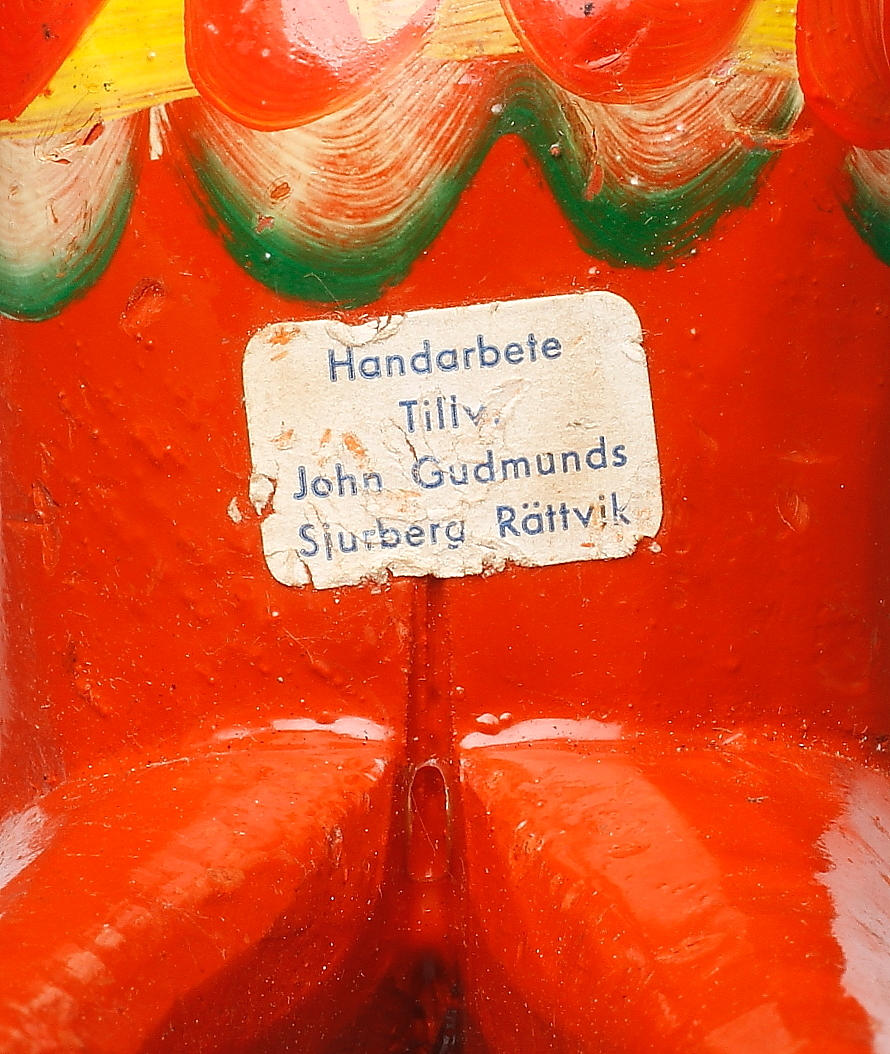 Handarbete
Tillv.
John Gudmunds
Sjurberg Rättvik